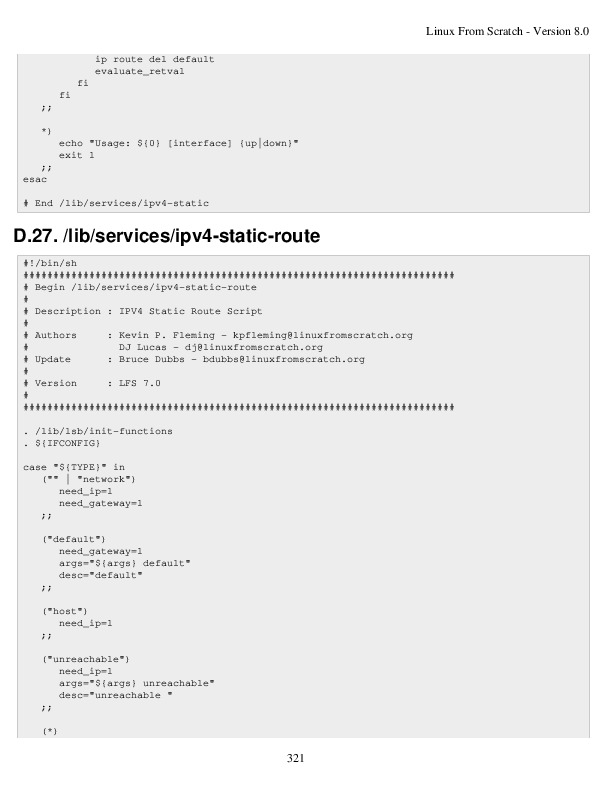 Linux From Scratch - Version 8.0
            ip route del default
            evaluate_retval
         fi
      fi
   ;;

   *)
      echo "Usage: ${0} [interface] {up|down}"
      exit 1
   ;;
esac

# End /lib/services/ipv4-static
D.27. /lib/services/ipv4-static-route
#!/bin/sh
########################################################################
# Begin /lib/services/ipv4-static-route
#
# Description : IPV4 Static Route Script
#
# Authors     : Kevin P. Fleming - kpfleming@linuxfromscratch.org
#               DJ Lucas - dj@linuxfromscratch.org
# Update      : Bruce Dubbs - bdubbs@linuxfromscratch.org
#
# Version     : LFS 7.0
#
########################################################################

. /lib/lsb/init-functions
. ${IFCONFIG}

case "${TYPE}" in
   ("" | "network")
      need_ip=1
      need_gateway=1
   ;;

   ("default")
      need_gateway=1
      args="${args} default"
      desc="default"
   ;;

   ("host")
      need_ip=1
   ;;

   ("unreachable")
      need_ip=1
      args="${args} unreachable"
      desc="unreachable "
   ;;

   (*)
321